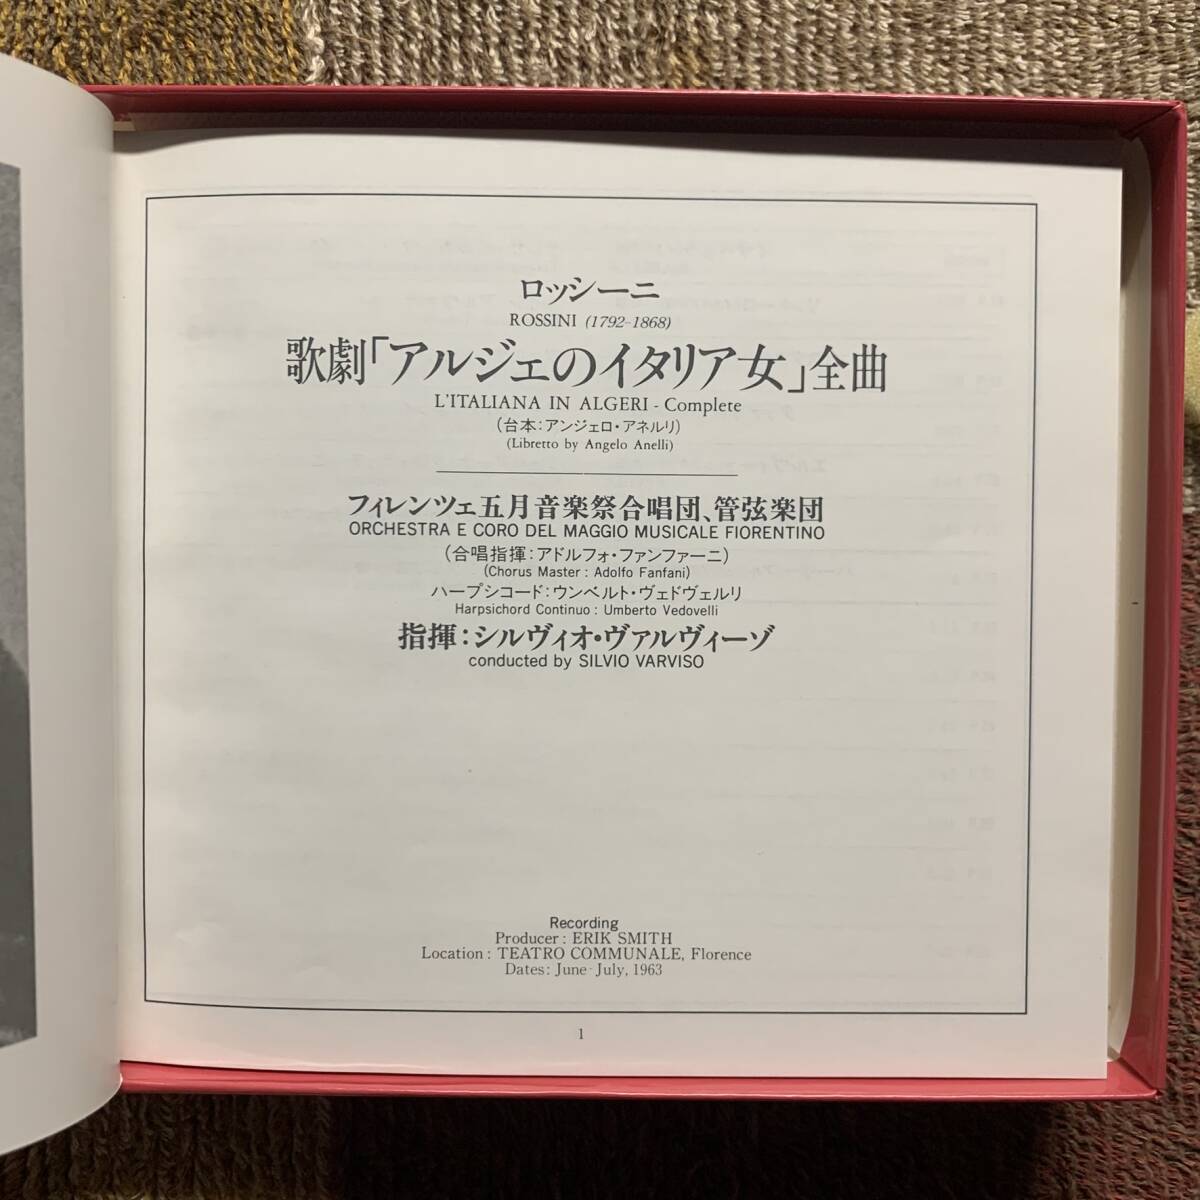 ロッシーニ
ROSSINI (1792-1868)
歌劇「アルジェのイタリア女」全曲
L'ITALIANA IN ALGERI - Complete
(台本:アンジェロ・アネルリ)
(Libretto by Angelo Anelli)
フィレンツェ五月音楽祭合唱団、管弦楽団
ORCHESTRA E CORO DEL MAGGIO MUSICALE FIORENTINO
(合唱指揮:アドルフォ・ファンファーニ)
(Chorus Master : Adolfo Fanfani)
ハープシコード:ウンベルト・ヴェドヴェルリ
Harpsichord Continuo : Umberto Vedovelli
指揮:シルヴィオ・ヴァルヴィーゾ
conducted by SILVIO VARVISO
Recording
Producer : ERIK SMITH
Location : TEATRO COMMUNALE, Florence
Dates: June-July, 1963
1